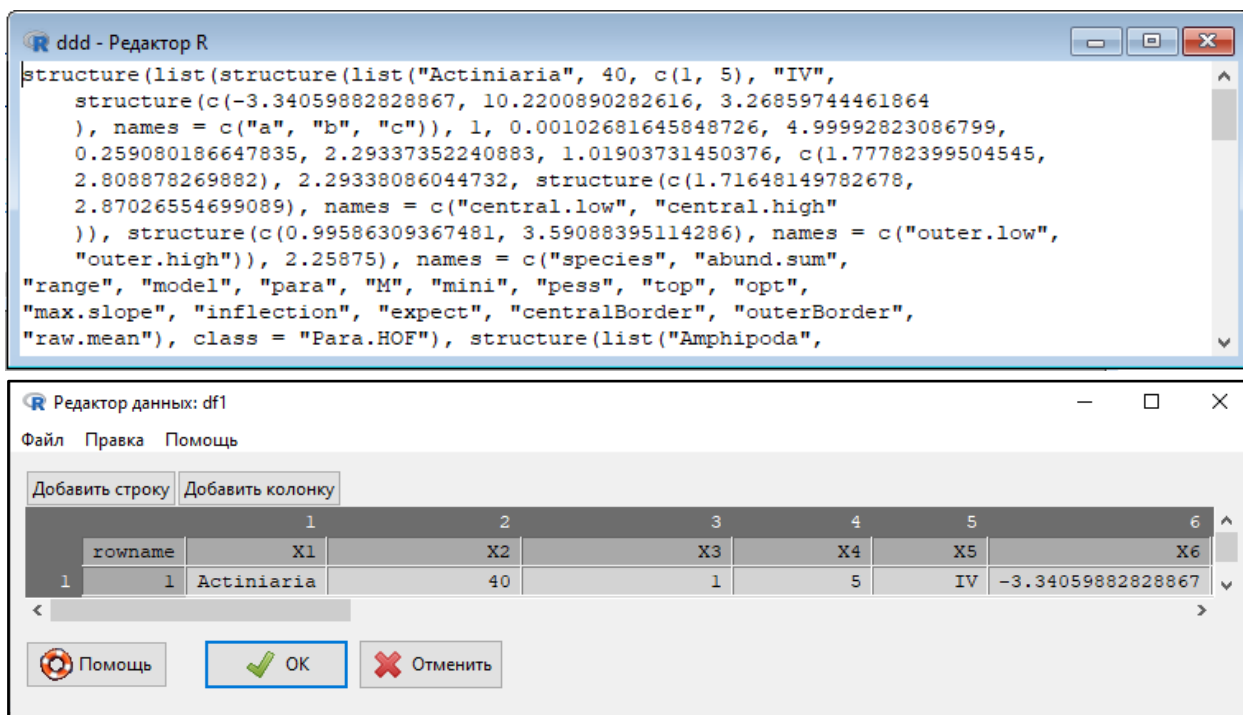 ddd - Редактор R
structure(list(structure(list("Actiniaria", 40, c(1, 5), "IV",
structure(c(-3.34059882828867, 10.2200890282616, 3.26859744461864
), names = c("a", "b", "c")), 1, 0.00102681645848726, 4.99992823086799,
0.259080186647835, 2.29337352240883, 1.01903731450376, c(1.77782399504545,
2.808878269882), 2.29338086044732, structure(c(1.71648149782678,
2.87026554699089), names = c("central.low", "central.high"
)), structure(c(0.99586309367481, 3.59088395114286), names = c("outer.low",
"outer.high")), 2.25875), names = c("species", "abund.sum",
"range", "model", "para", "M", "mini", "pess", "top", "opt",
"max.slope", "inflection", "expect", "centralBorder", "outerBorder",
"raw.mean"), class = "Para.HOF"), structure(list("Amphipoda",
Редактор данных: df1
Файл Правка Помощь
Добавить строку Добавить колонку
1 2 3 4 5 6
rowname X1 X2 X3 X4 X5 X6
1 1 Actiniaria 40 1 5 IV -3.34059882828867
Помощь OK Отменить